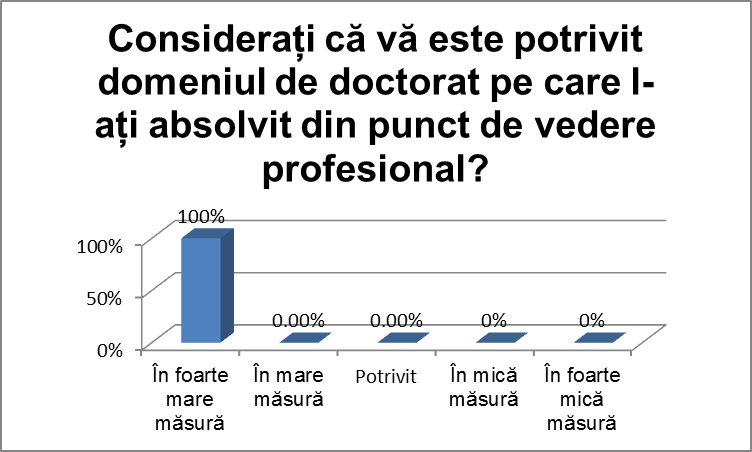 Considerați că vă este potrivit
domeniul de doctorat pe care l-
ați absolvit din punct de vedere
profesional?
100%
100%
50%
0%
0.00%
0.00%
0%
0%
În foarte
mare
măsură
În mare
măsură
Potrivit
În mică
măsură
În foarte
mică
măsură